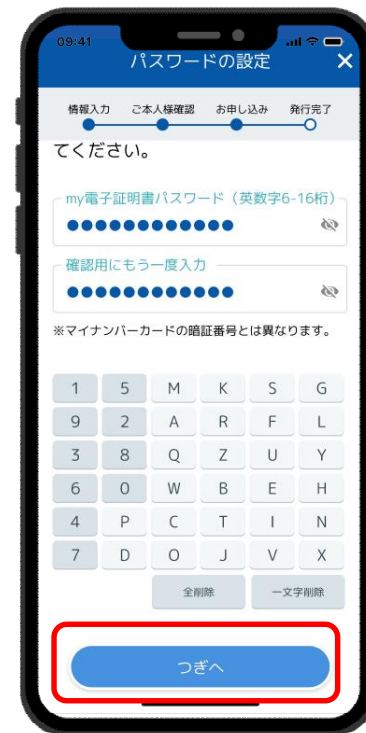 09:41
パスワードの設定 ×
情報入力 ご本人様確認 お申し込み 発行完了
てください。
my電子証明書パスワード（英数字6-16桁）
●●●●●●●●●●●●
確認用にもう一度入力
●●●●●●●●●●●●
※マイナンバーカードの暗証番号とは異なります。
1 5 M K S G
9 2 A R F L
3 8 Q Z U Y
6 0 W B E H
4 P C T I N
7 D O J V X
全削除 一文字削除
つぎへ